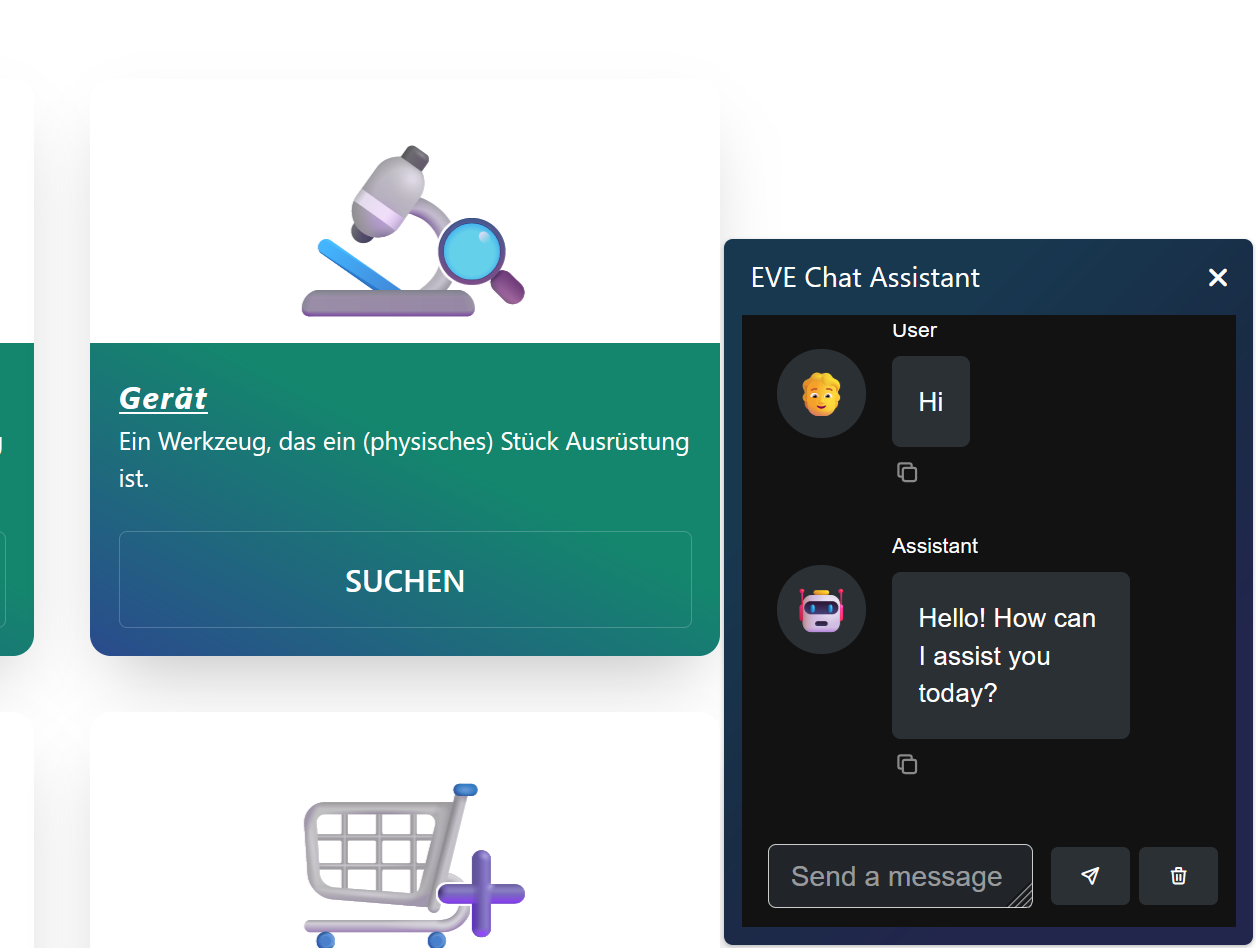 Gerät
Ein Werkzeug, das ein (physisches) Stück Ausrüstung
ist.
SUCHEN
EVE Chat Assistant
User
Hi
Assistant
Hello! How can
I assist you
today?
Send a message